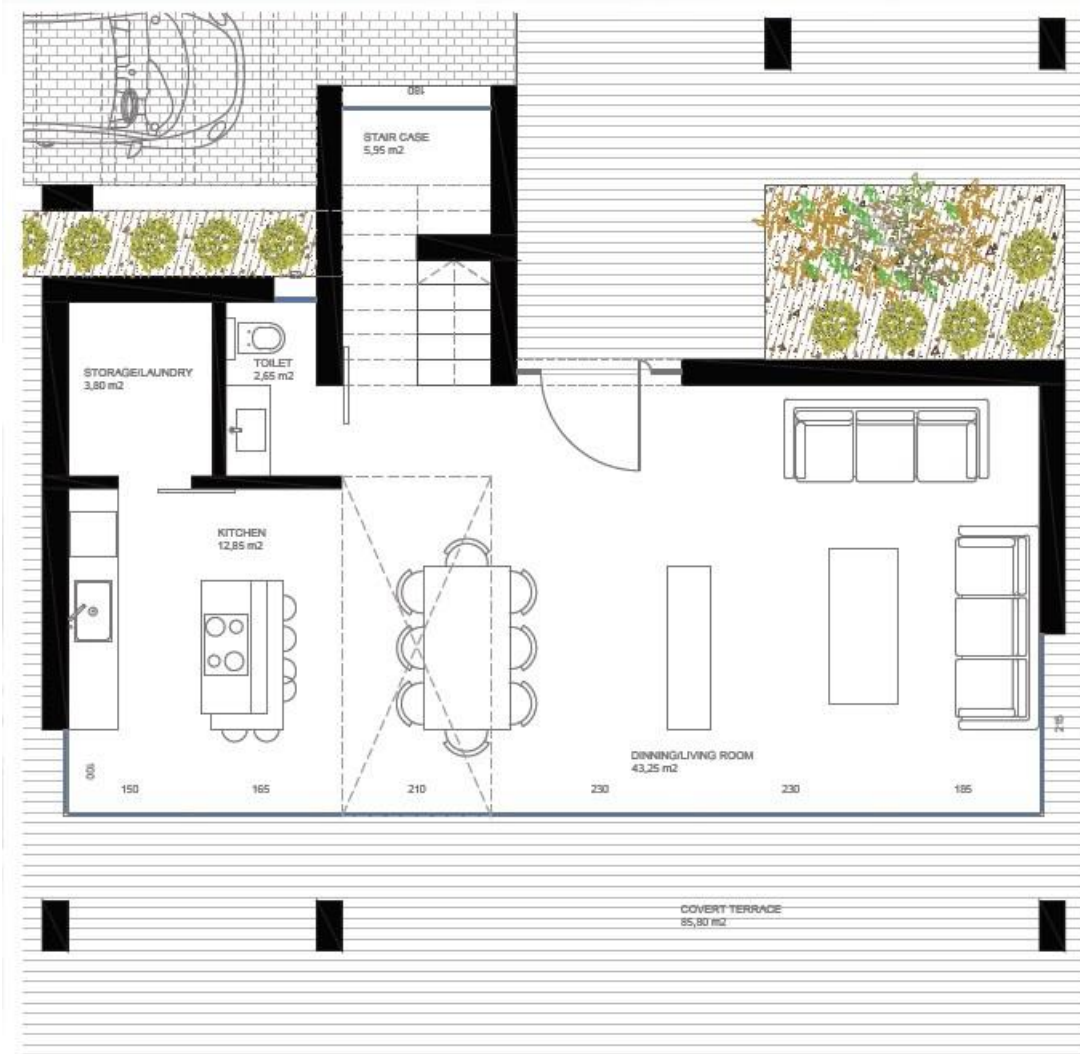 180
STAIR CASE
5,95 m2
TOILET
2,65 m2
STORAGE/LAUNDRY
3,80 m2
KITCHEN
12,85 m2
DINNING/LIVING ROOM
43,25 m2
215
100
150
165
210
230
230
185
COVERT TERRACE
85,80 m2